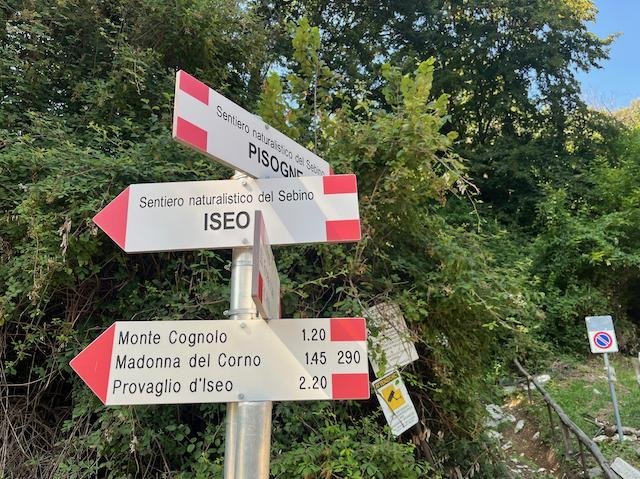 Sentiero naturalistico del Sebino
PISOGNE
Sentiero naturalistico del Sebino
ISEO
Monte Cognolo 1.20
Madonna del Corno 1.45 290
Provaglio d'Iseo 2.20